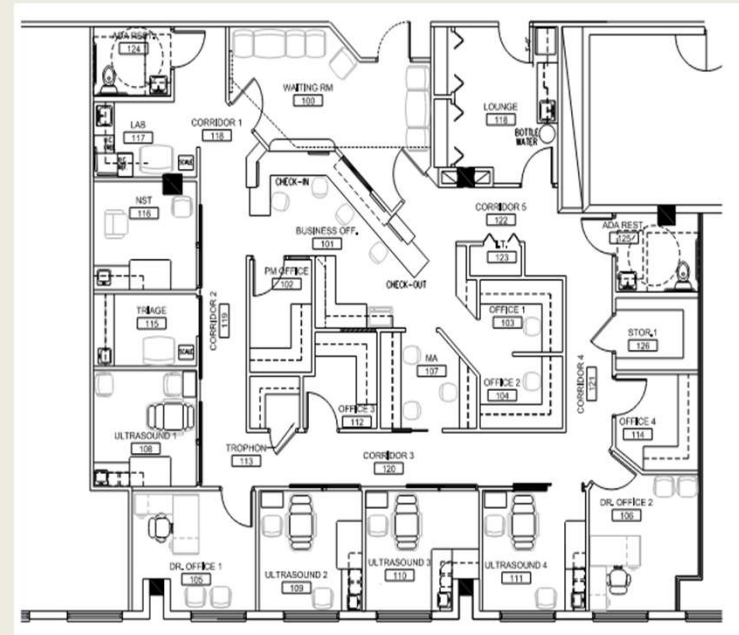 ADA REST.
124
WAITING RM
100
LOUNGE
118
BOTTLE
WATER
LAB
117
CORRIDOR 1
118
SCALE
NST
116
CHECK-IN
BUSINESS OFF.
101
CHECK-OUT
CORRIDOR 5
122
ADA REST.
125
123
PM OFFICE
102
CORRIDOR 2
119
TRIAGE
115
SCALE
OFFICE 1
103
STOR.1
126
MA
107
OFFICE 2
104
CORRIDOR 4
121
OFFICE 3
112
OFFICE 4
114
ULTRASOUND 1
108
TROPHON
113
CORRIDOR 3
120
DR. OFFICE 2
106
DR. OFFICE 1
105
ULTRASOUND 2
109
ULTRASOUND 3
110
ULTRASOUND 4
111